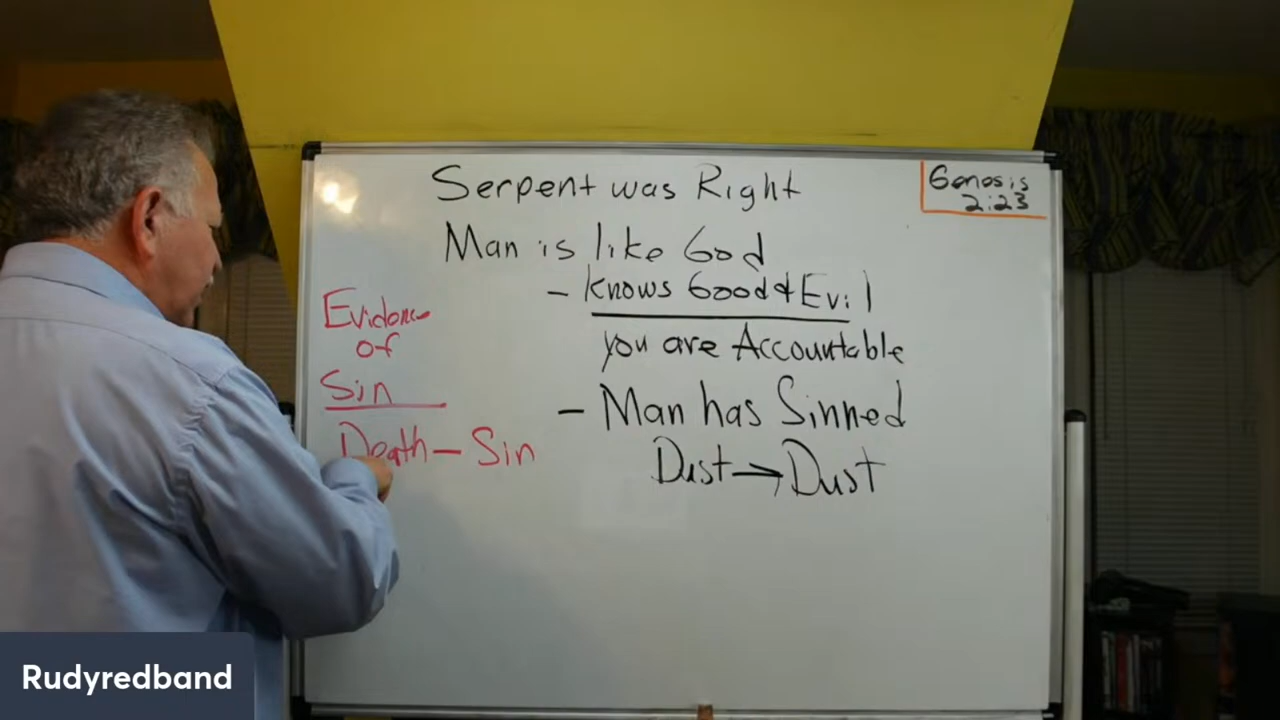 Serpent was Right
Genesis
2:23
Man is like God
- Knows Good & Evil
you are Accountable
- Man has Sinned
Dust → Dust
Evidence
of
Sin
Death - Sin
Rudyredband